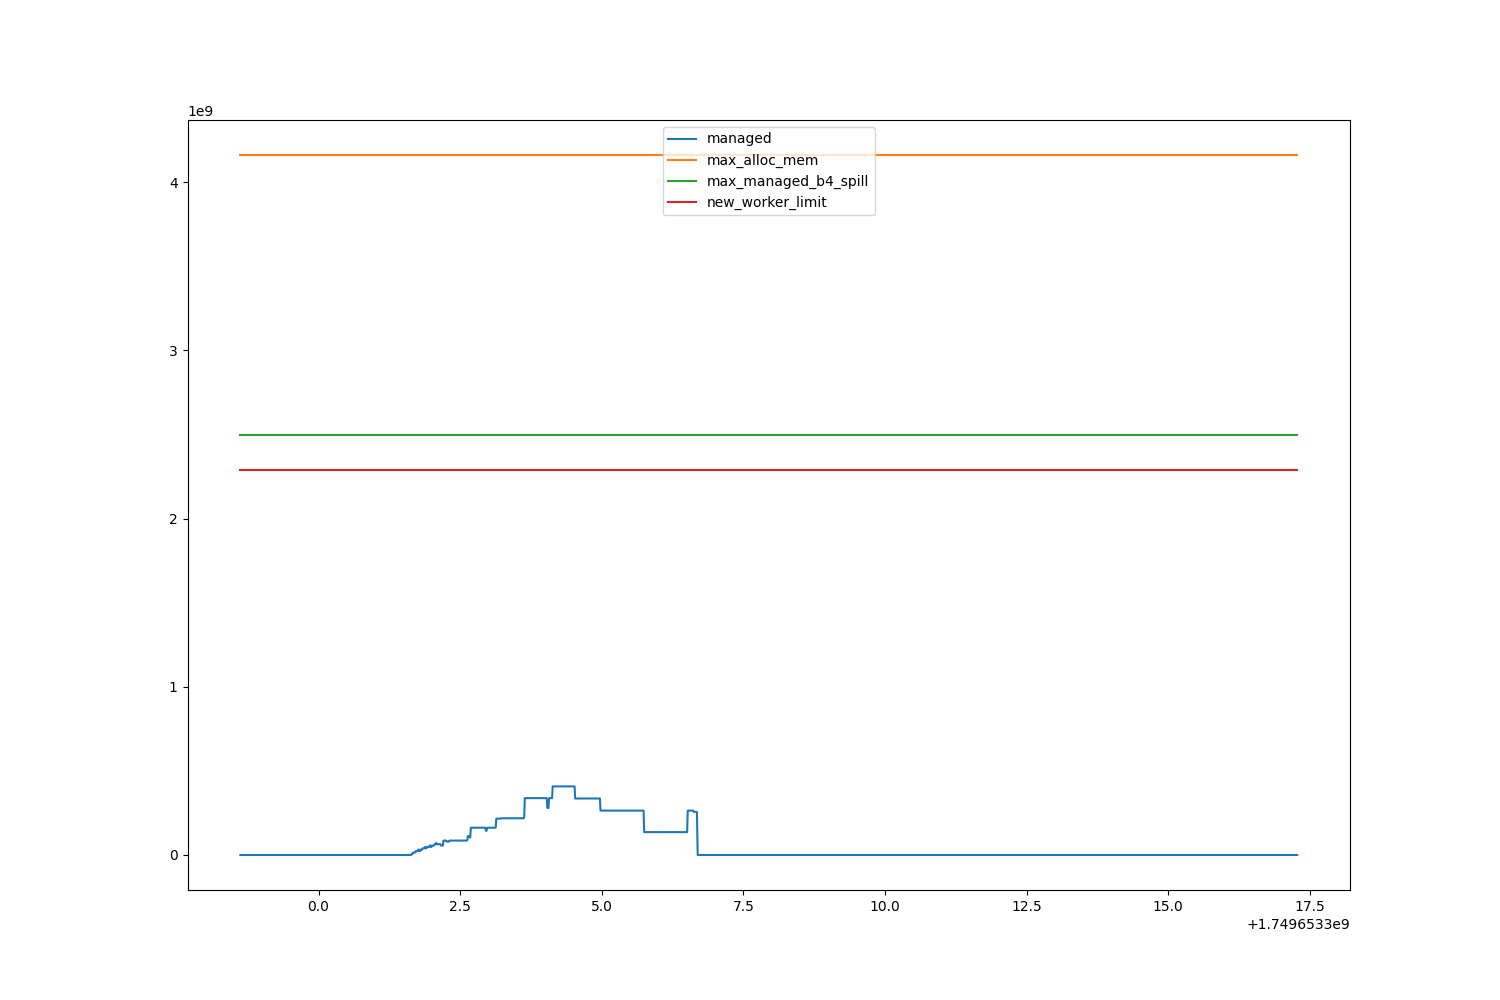 1e9
managed
max_alloc_mem
max_managed_b4_spill
new_worker_limit
4
3
2
1
0
0.0 2.5 5.0 7.5 10.0 12.5 15.0 17.5
+1.7496533e9